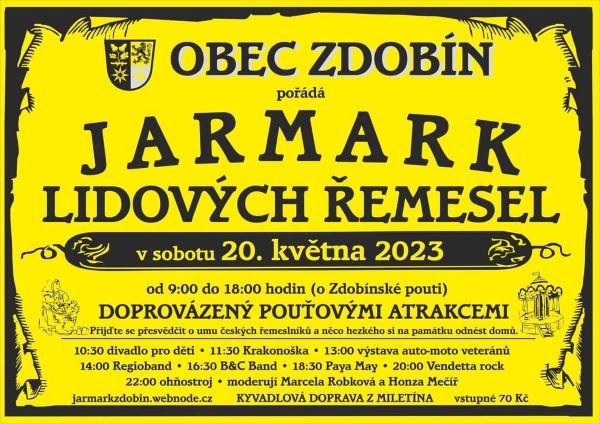 OBEC ZDOBÍN
pořádá
JARMARK
LIDOVÝCH ŘEMESEL
v sobotu 20. května 2023
od 9:00 do 18:00 hodin (o Zdobínské pouti)
DOPROVÁZENÝ POUŤOVÝMI ATRAKCEMI
Přijďte se přesvědčit o umu českých řemeslníků a něco hezkého si na památku odnést domů.
10:30 divadlo pro děti • 11:30 Krakonoška • 13:00 výstava auto-moto veteránů
14:00 Regioband • 16:30 B&C Band • 18:30 Paya May • 20:00 Vendetta rock
22:00 ohňostroj • moderují Marcela Robková a Honza Mečíř
jarmarkzdobin.webnode.cz KYVADLOVÁ DOPRAVA Z MILETÍNA vstupné 70 Kč